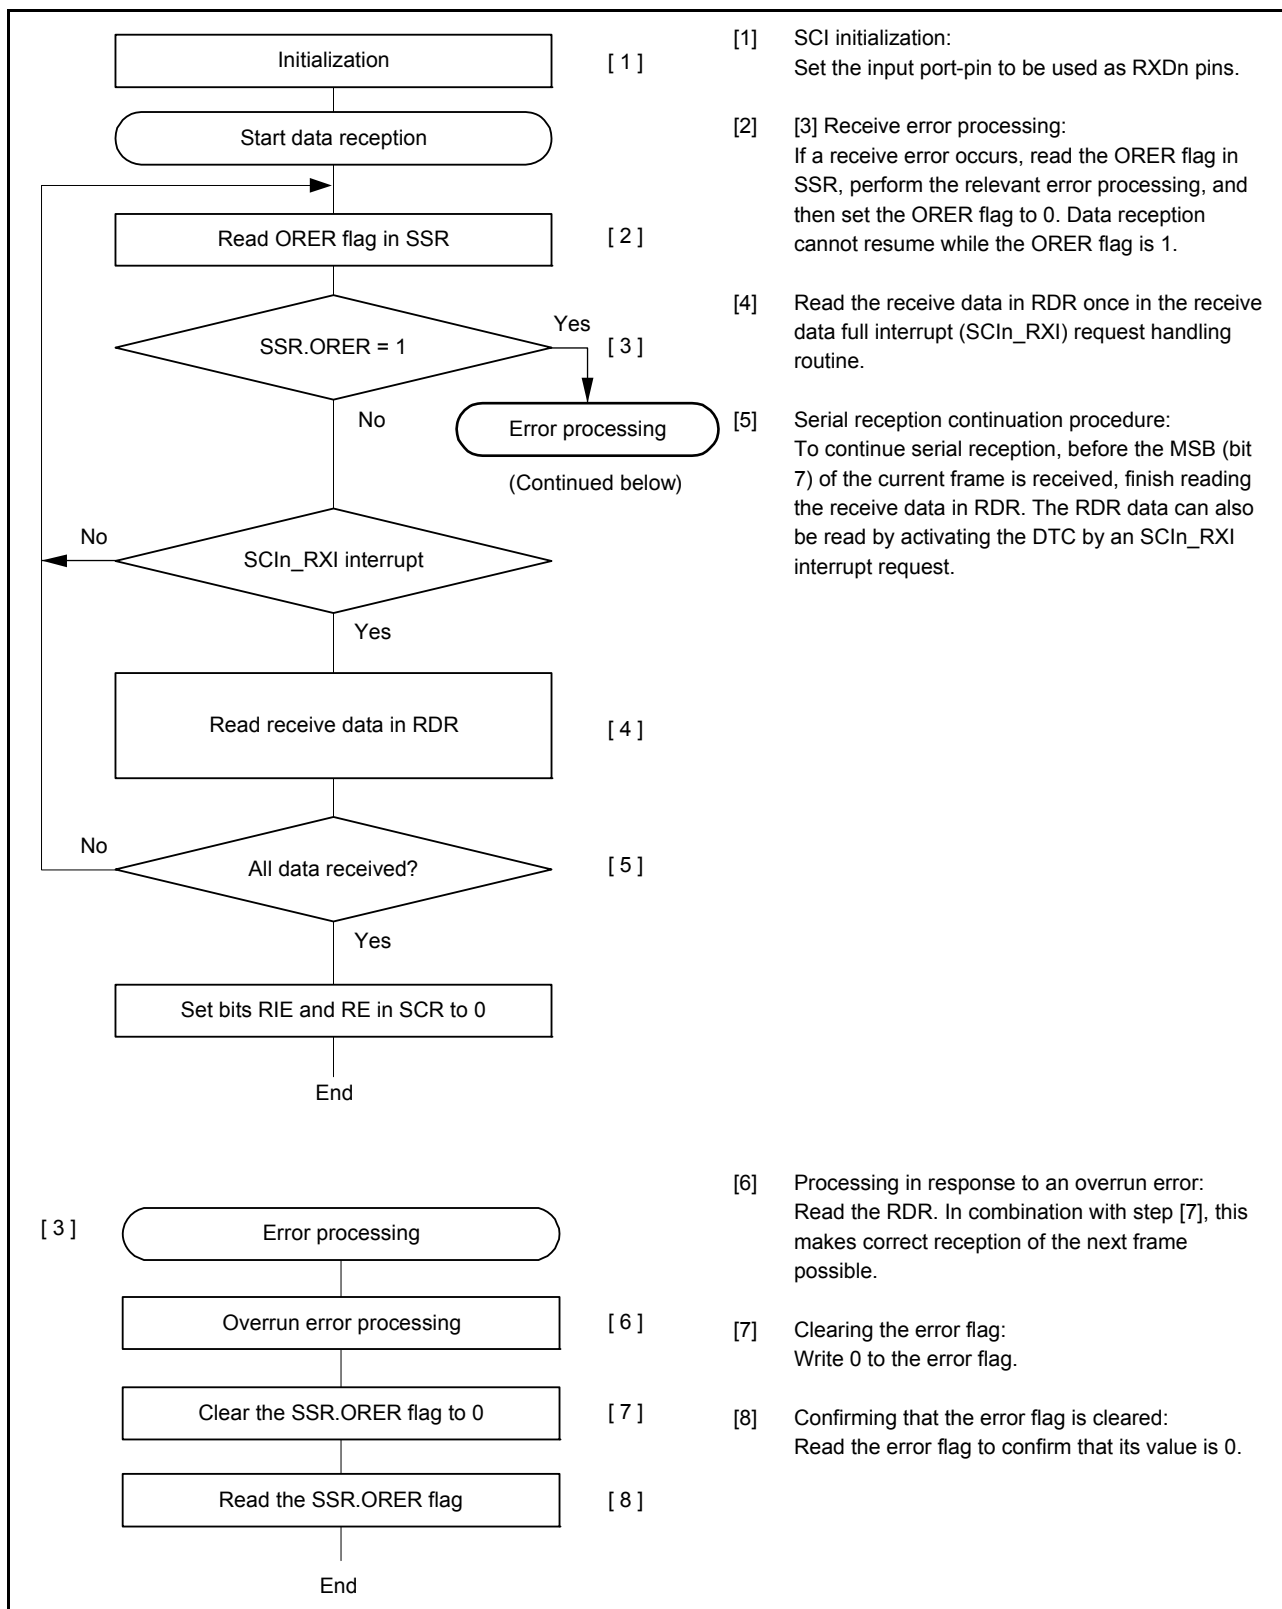 Initialization
[ 1 ]
Start data reception
Read ORER flag in SSR
[ 2 ]
SSR.ORER = 1
Yes
[ 3 ]
No
Error processing
(Continued below)
No
SCIn_RXI interrupt
Yes
Read receive data in RDR
[ 4 ]
No
All data received?
[ 5 ]
Yes
Set bits RIE and RE in SCR to 0
End
[1] SCI initialization:
Set the input port-pin to be used as RXDn pins.
[2] [3] Receive error processing:
If a receive error occurs, read the ORER flag in
SSR, perform the relevant error processing, and
then set the ORER flag to 0. Data reception
cannot resume while the ORER flag is 1.
[4] Read the receive data in RDR once in the receive
data full interrupt (SCIn_RXI) request handling
routine.
[5] Serial reception continuation procedure:
To continue serial reception, before the MSB (bit
7) of the current frame is received, finish reading
the receive data in RDR. The RDR data can also
be read by activating the DTC by an SCIn_RXI
interrupt request.
[ 3 ]
Error processing
Overrun error processing
[ 6 ]
Clear the SSR.ORER flag to 0
[ 7 ]
Read the SSR.ORER flag
[ 8 ]
End
[6] Processing in response to an overrun error:
Read the RDR. In combination with step [7], this
makes correct reception of the next frame
possible.
[7] Clearing the error flag:
Write 0 to the error flag.
[8] Confirming that the error flag is cleared:
Read the error flag to confirm that its value is 0.